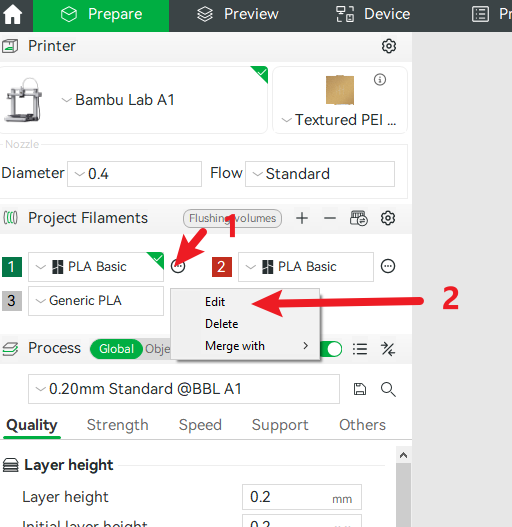 Prepare Preview Device Pr
Printer
Bambu Lab A1
Textured PEI ...
Nozzle
Diameter 0.4 Flow Standard
Project Filaments Flushing volumes
1
1 PLA Basic 2 PLA Basic
3 Generic PLA
Edit
2
Delete
Merge with
Process Global Obje
0.20mm Standard @BBL A1
Quality Strength Speed Support Others
Layer height
Layer height 0.2 mm
Initial layer height 0.2 mm